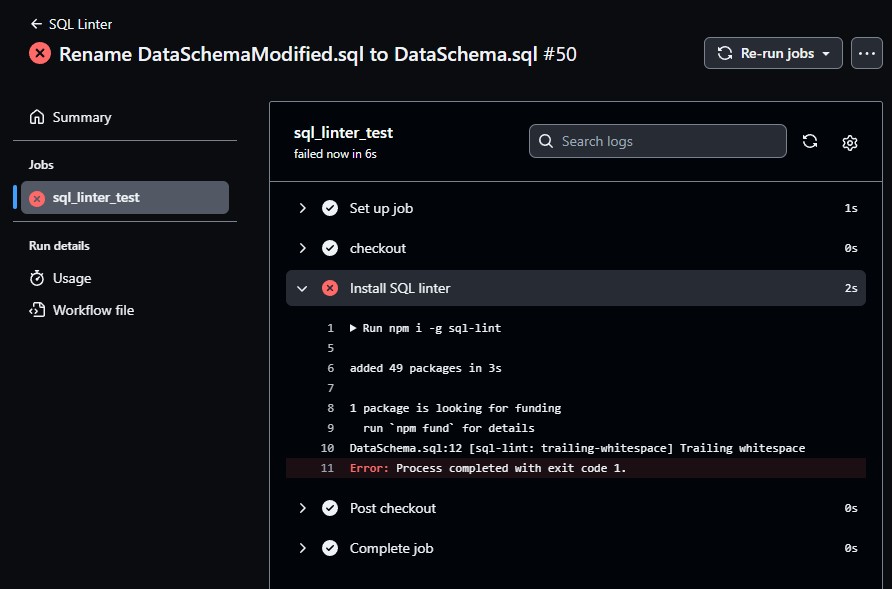 ← SQL Linter
Rename DataSchemaModified.sql to DataSchema.sql #50
Re-run jobs
Summary
Jobs
sql_linter_test
Run details
Usage
Workflow file
sql_linter_test
failed now in 6s
Search logs
Set up job 1s
checkout 0s
Install SQL linter 2s
1 ▶ Run npm i -g sql-lint
5
6 added 49 packages in 3s
7
8 1 package is looking for funding
9 run `npm fund` for details
10 DataSchema.sql:12 [sql-lint: trailing-whitespace] Trailing whitespace
11 Error: Process completed with exit code 1.
Post checkout 0s
Complete job 0s